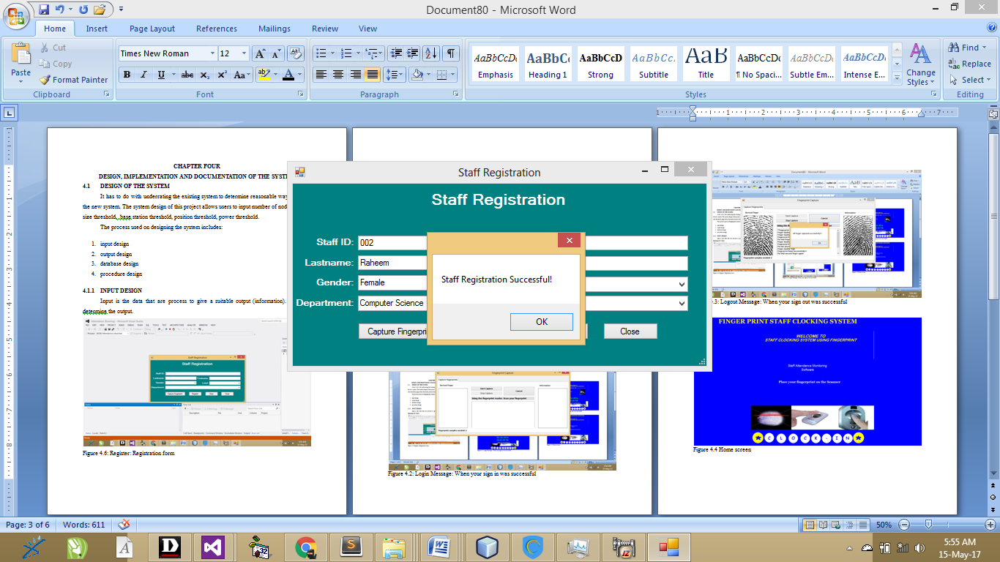 Document80 - Microsoft Word
Home Insert Page Layout References Mailings Review View
Paste
Cut
Copy
Format Painter
Clipboard
Times New Roman 12
Font
Paragraph
AaBbCcDc AaBbCc AaBbCcD AaBbCc. AaB AaBbCcDc AaBbCcDc AaBbCcDc
Emphasis Heading 1 Strong Subtitle Title ¶ No Spaci... Subtle Em... Intense E...
Change Styles
Styles
Find
Replace
Select
Editing
CHAPTER FOUR
DESIGN, IMPLEMENTATION AND DOCUMENTATION OF THE SYST
4.1 DESIGN OF THE SYSTEM
It has to do with underrating the existing system to determine reasonable way
the new system. The system design of this project allows users to input number of nod
size threshold, base station threshold, position threshold, power threshold.
The process used on designing the system includes:
1. input design
2. output design
3. database design
4. procedure design
4.1.1 INPUT DESIGN
Input is the data that are process to give a suitable output (information).
determine the output.
Staff Registration
Figure 4.6: Register: Registration form
Staff Registration
Staff Registration
Staff ID: 002
Lastname: Raheem
Gender: Female
Department: Computer Science
Capture Fingerpri
Close
Staff Registration Successful!
OK
Figure 4.2: Login Message: When your sign in was successful
.3: Logout Message: When your sign out was successful
FINGER PRINT STAFF CLOCKING SYSTEM
WELCOME TO
STAFF CLOCKING SYSTEM USING FINGERPRINT
Staff Attendance Monitoring
Software
Place your fingerprint on the Scanner
CLOCK-IN
Figure 4.4 Home screen
Page: 3 of 6 Words: 611
50%
5:55 AM
15-May-17